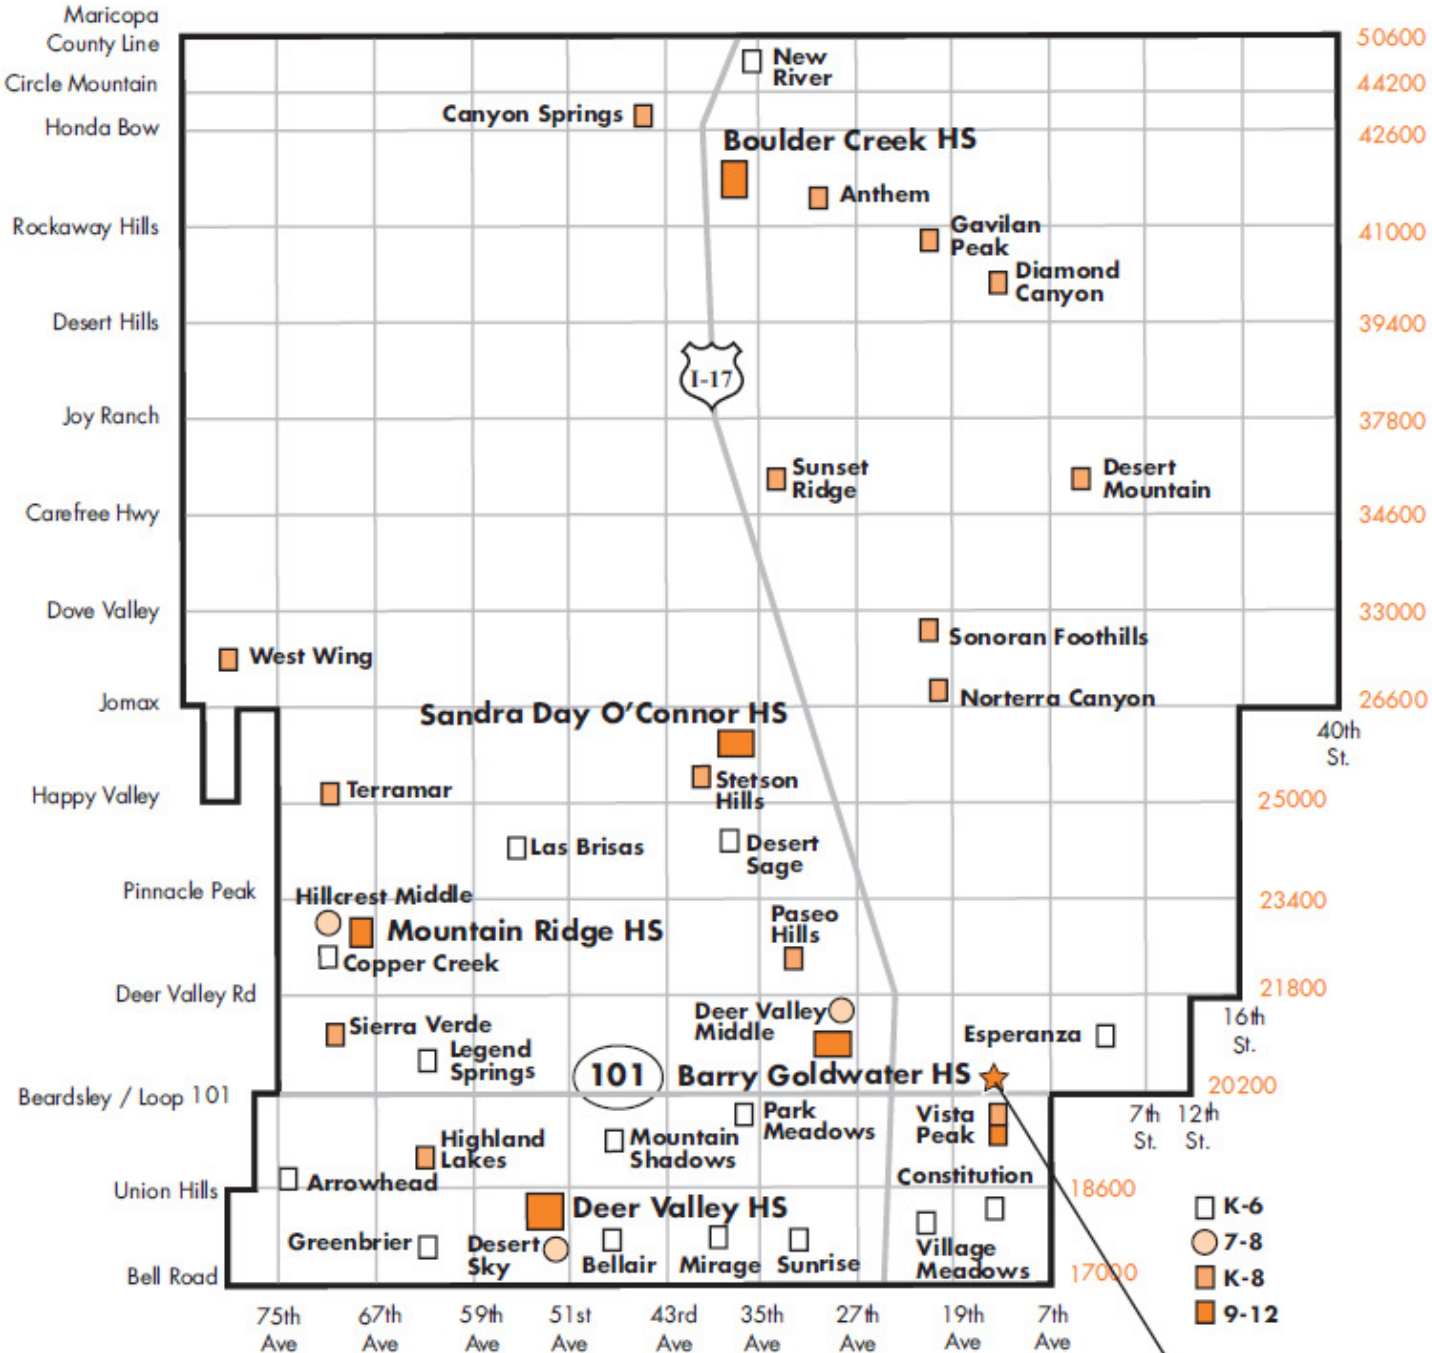 Maricopa
County Line
50600
New
River
Circle Mountain
44200
Canyon Springs
Honda Bow
42600
Boulder Creek HS
Anthem
Rockaway Hills
41000
Gavilan
Peak
Diamond
Canyon
Desert Hills
39400
I-17
Joy Ranch
37800
Sunset
Ridge
Desert
Mountain
Carefree Hwy
34600
Dove Valley
33000
Sonoran Foothills
West Wing
Norterra Canyon
Jomax
26600
Sandra Day O'Connor HS
40th
St.
Stetson
Hills
Terramar
Happy Valley
25000
Las Brisas
Desert
Sage
Pinnacle Peak
23400
Hillcrest Middle
Mountain Ridge HS
Paseo
Hills
Copper Creek
Deer Valley Rd
21800
Deer Valley
Middle
16th
St.
Sierra Verde
Esperanza
Legend
Springs
101
Barry Goldwater HS
Beardsley / Loop 101
20200
Park
Meadows
Vista
Peak
7th
St.
12th
St.
Highland
Lakes
Mountain
Shadows
Arrowhead
Constitution
Union Hills
18600
Deer Valley HS
Greenbrier
Desert
Sky
Bellair
Mirage
Sunrise
Village
Meadows
Bell Road
17000
K-6
7-8
K-8
9-12
75th
Ave
67th
Ave
59th
Ave
51st
Ave
43rd
Ave
35th
Ave
27th
Ave
19th
Ave
7th
Ave